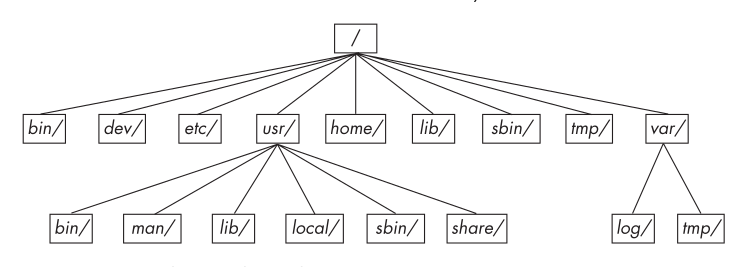 /
bin/ dev/ etc/ usr/ home/ lib/ sbin/ tmp/ var/
bin/ man/ lib/ local/ sbin/ share/ log/ tmp/